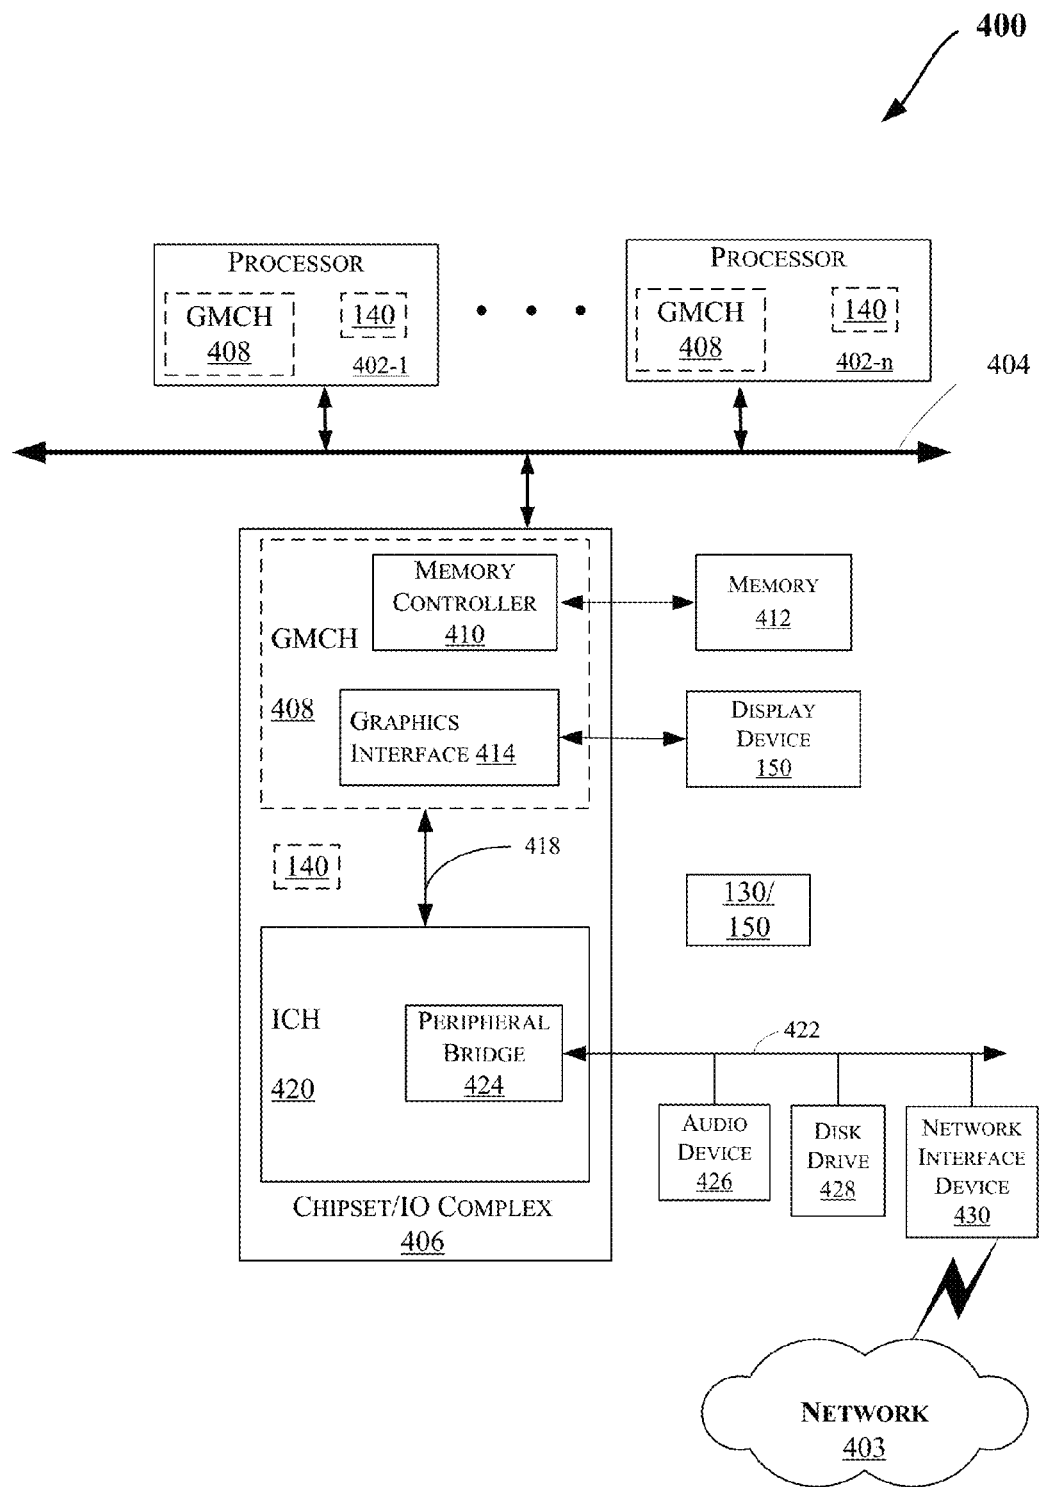 400
PROCESSOR
GMCH
408
140
402-1
PROCESSOR
GMCH
408
140
402-n
404
MEMORY
CONTROLLER
410
GMCH
408
GRAPHICS
INTERFACE 414
MEMORY
412
DISPLAY
DEVICE
150
418
140
130/
150
ICH
420
PERIPHERAL
BRIDGE
424
422
AUDIO
DEVICE
426
DISK
DRIVE
428
NETWORK
INTERFACE
DEVICE
430
CHIPSET/IO COMPLEX
406
NETWORK
403